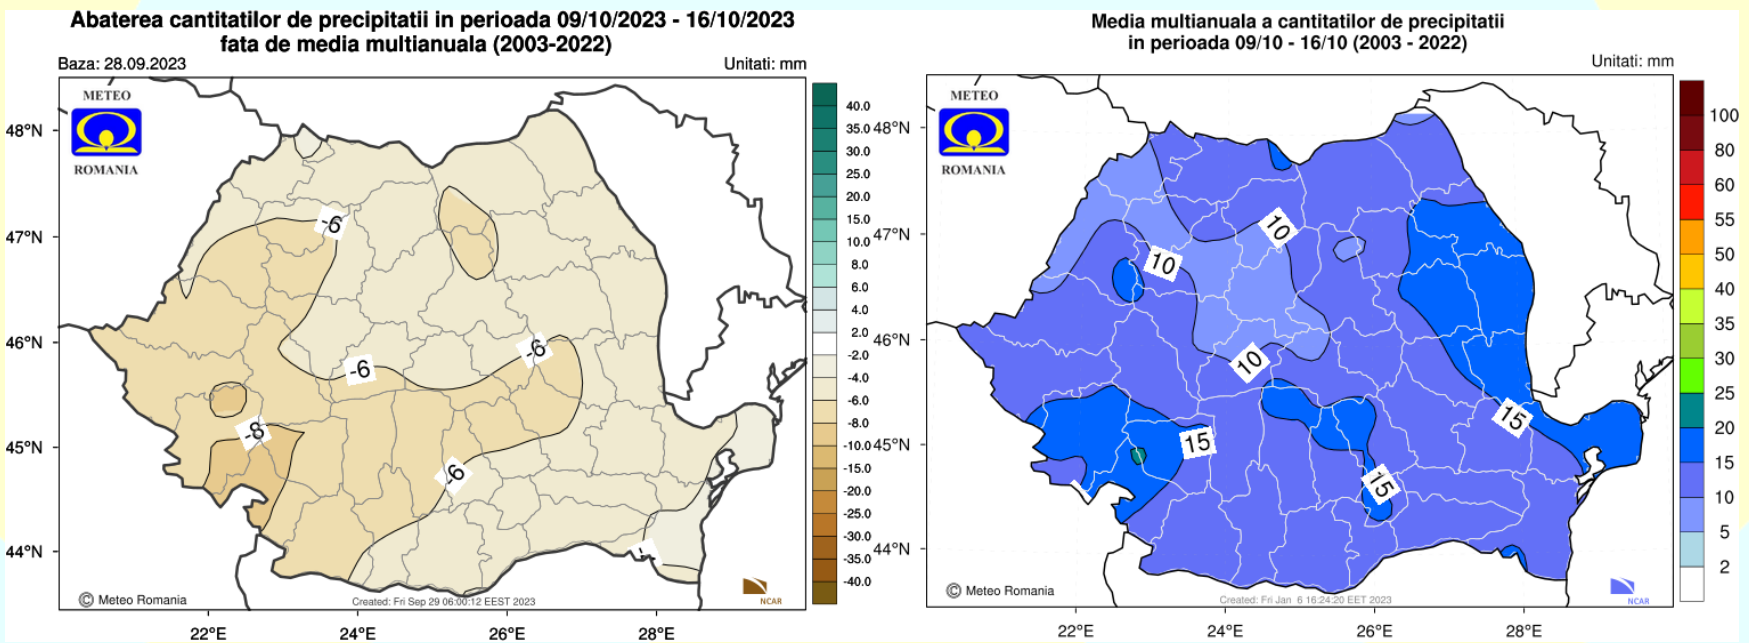 Abaterea cantitatilor de precipitatii in perioada 09/10/2023 - 16/10/2023
fata de media multianuala (2003-2022)
Baza: 28.09.2023
Unitati: mm
METEO
ROMANIA
48°N
47°N
46°N
45°N
44°N
-6
-6
-6
-8
-6
40.0
35.0
30.0
25.0
20.0
15.0
10.0
8.0
6.0
4.0
2.0
-2.0
-4.0
-6.0
-8.0
-10.0
-15.0
-20.0
-25.0
-30.0
-35.0
-40.0
© Meteo Romania
Created: Fri Sep 29 06:00:12 EEST 2023
NCAR
22°E
24°E
26°E
28°E
Media multianuala a cantitatilor de precipitatii
in perioada 09/10 - 16/10 (2003 - 2022)
Unitati: mm
METEO
ROMANIA
48°N
47°N
46°N
45°N
44°N
10
10
10
15
15
15
100
80
60
55
50
40
35
30
25
20
15
10
5
2
© Meteo Romania
Created: Fri Jan 6 16:24:20 EET 2023
NCAR
22°E
24°E
26°E
28°E